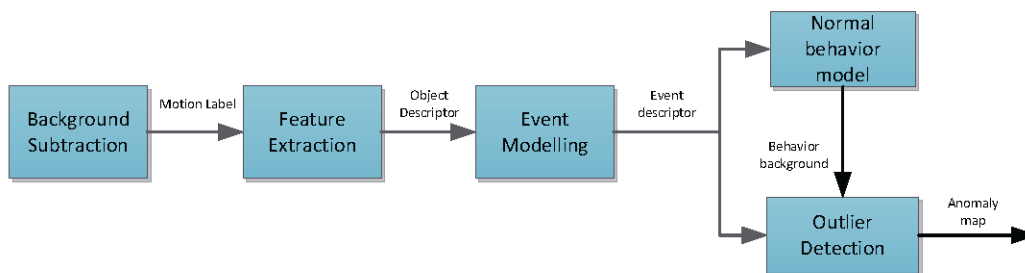 Background
Subtraction
Motion Label
Feature
Extraction
Object
Descriptor
Event
Modelling
Event
descriptor
Normal
behavior
model
Behavior
background
Outlier
Detection
Anomaly
map